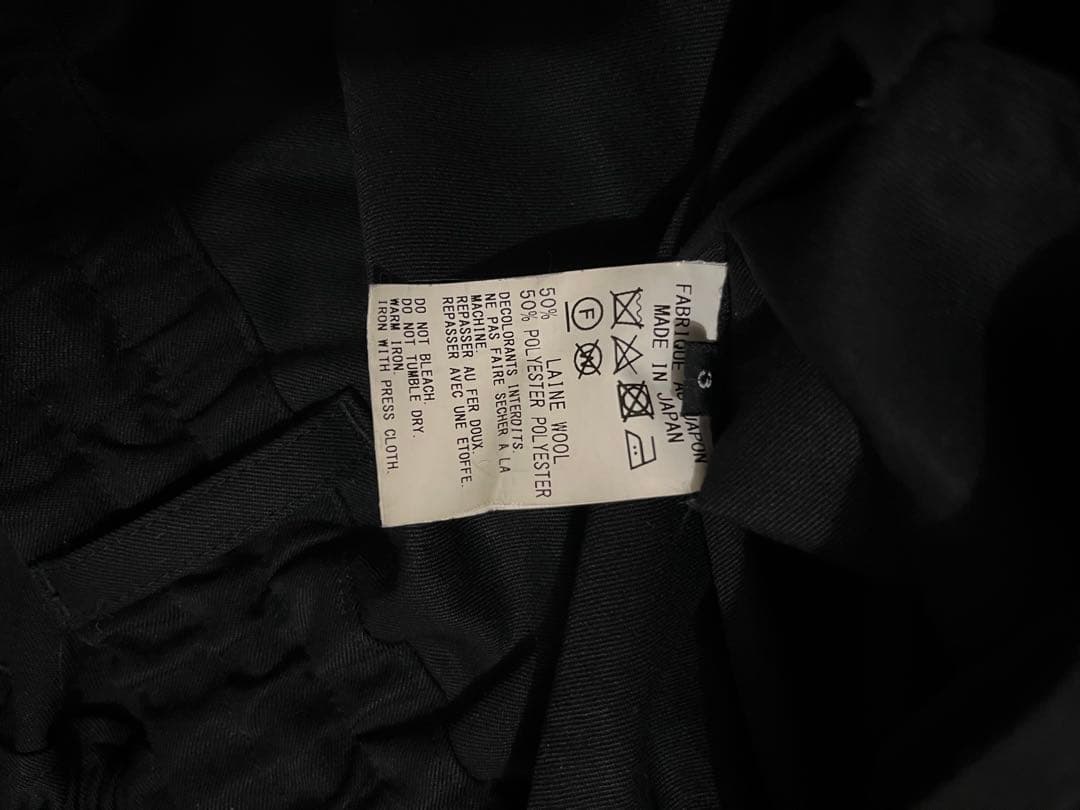 3
FABRIQUE AU JAPON
MADE IN JAPAN
F
W
50% LAINE WOOL
50% POLYESTER POLYESTER
DECOLORANTS INTERDITS.
NE PAS FAIRE SECHER A LA
MACHINE.
REPASSER AU FER DOUX.
REPASSER AVEC UNE ETOFFE.
DO NOT BLEACH.
DO NOT TUMBLE DRY.
WARM IRON.
IRON WITH PRESS CLOTH.